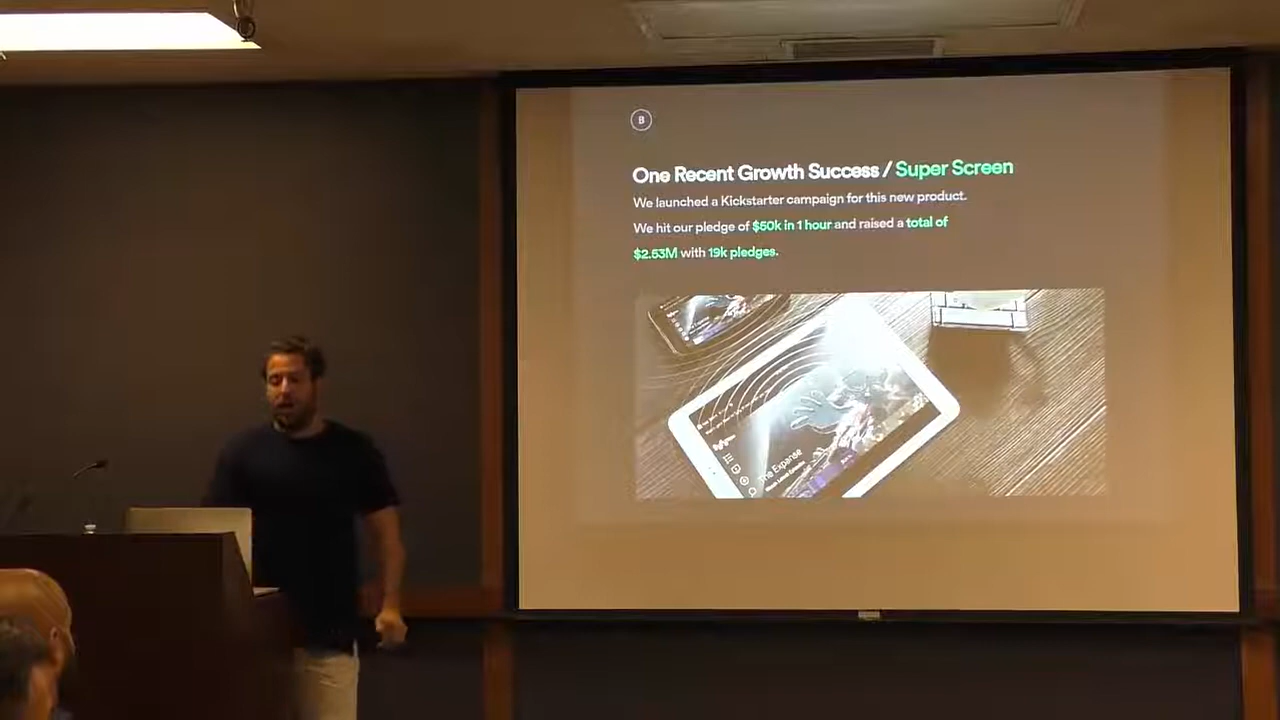 B
One Recent Growth Success / Super Screen
We launched a Kickstarter campaign for this new product.
We hit our pledge of $50k in 1 hour and raised a total of
$2.53M with 19k pledges.
The Expanse